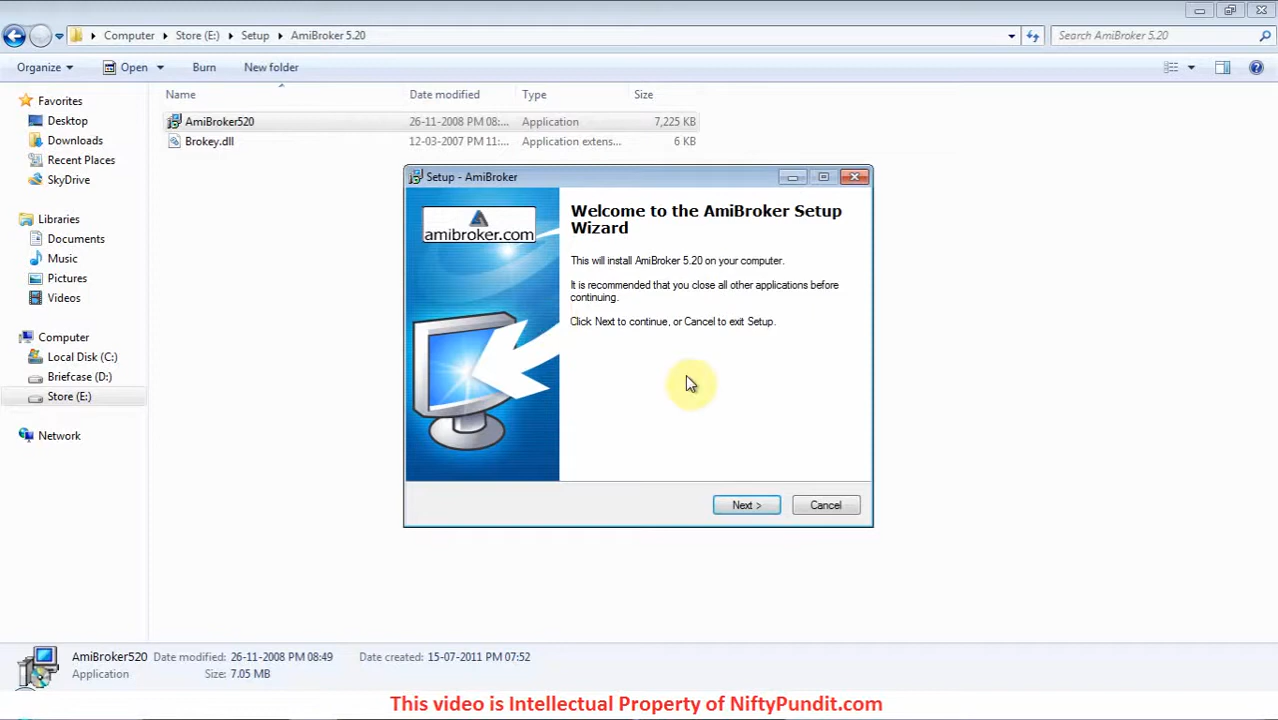 Computer Store (E:) Setup AmiBroker 5.20 Search AmiBroker 5.20
Organize Open Burn New folder
Favorites
Desktop
Downloads
Recent Places
SkyDrive
Libraries
Documents
Music
Pictures
Videos
Computer
Local Disk (C:)
Briefcase (D:)
Store (E:)
Network
Name Date modified Type Size
AmiBroker520 26-11-2008 PM 08:... Application 7,225 KB
Brokey.dll 12-03-2007 PM 11:... Application extens... 6 KB
Setup - AmiBroker
amibroker.com
Welcome to the AmiBroker Setup
Wizard
This will install AmiBroker 5.20 on your computer.
It is recommended that you close all other applications before
continuing.
Click Next to continue, or Cancel to exit Setup.
Next > Cancel
AmiBroker520 Date modified: 26-11-2008 PM 08:49 Date created: 15-07-2011 PM 07:52
Application Size: 7.05 MB
This video is Intellectual Property of NiftyPundit.com